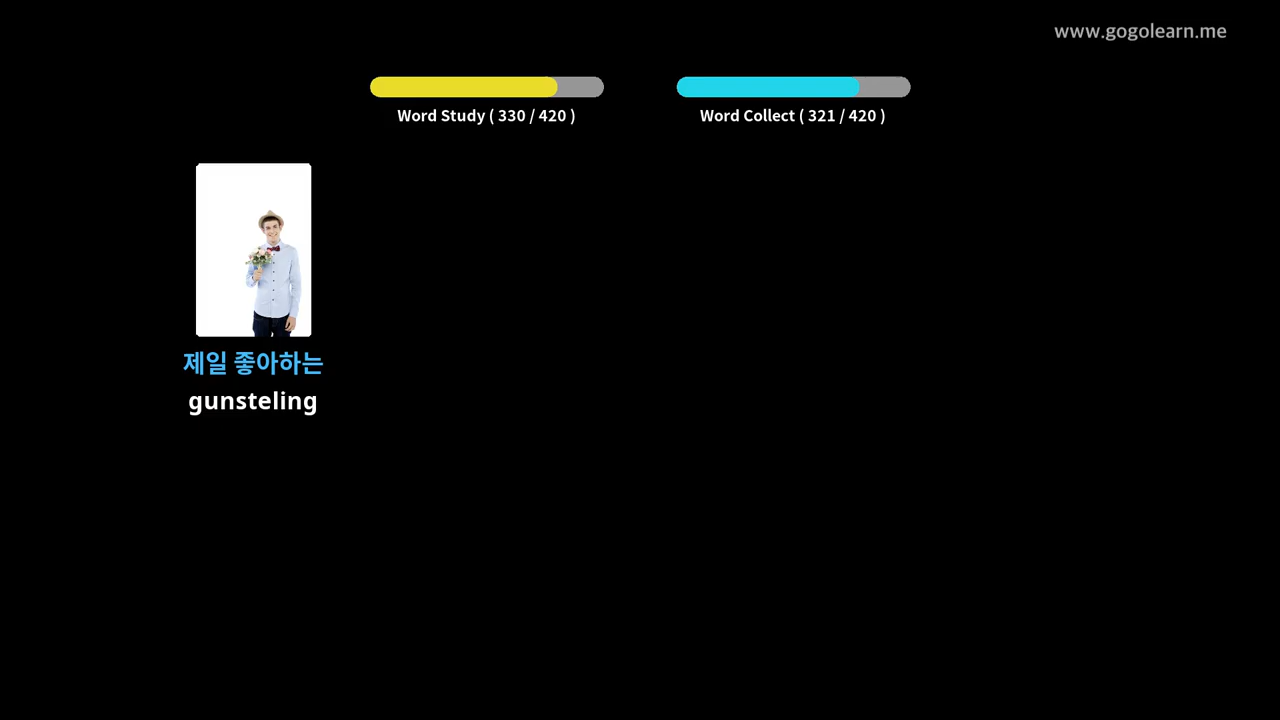 www.gogolearn.me
Word Study ( 330 / 420 )
Word Collect ( 321 / 420 )
제일 좋아하는
gunsteling